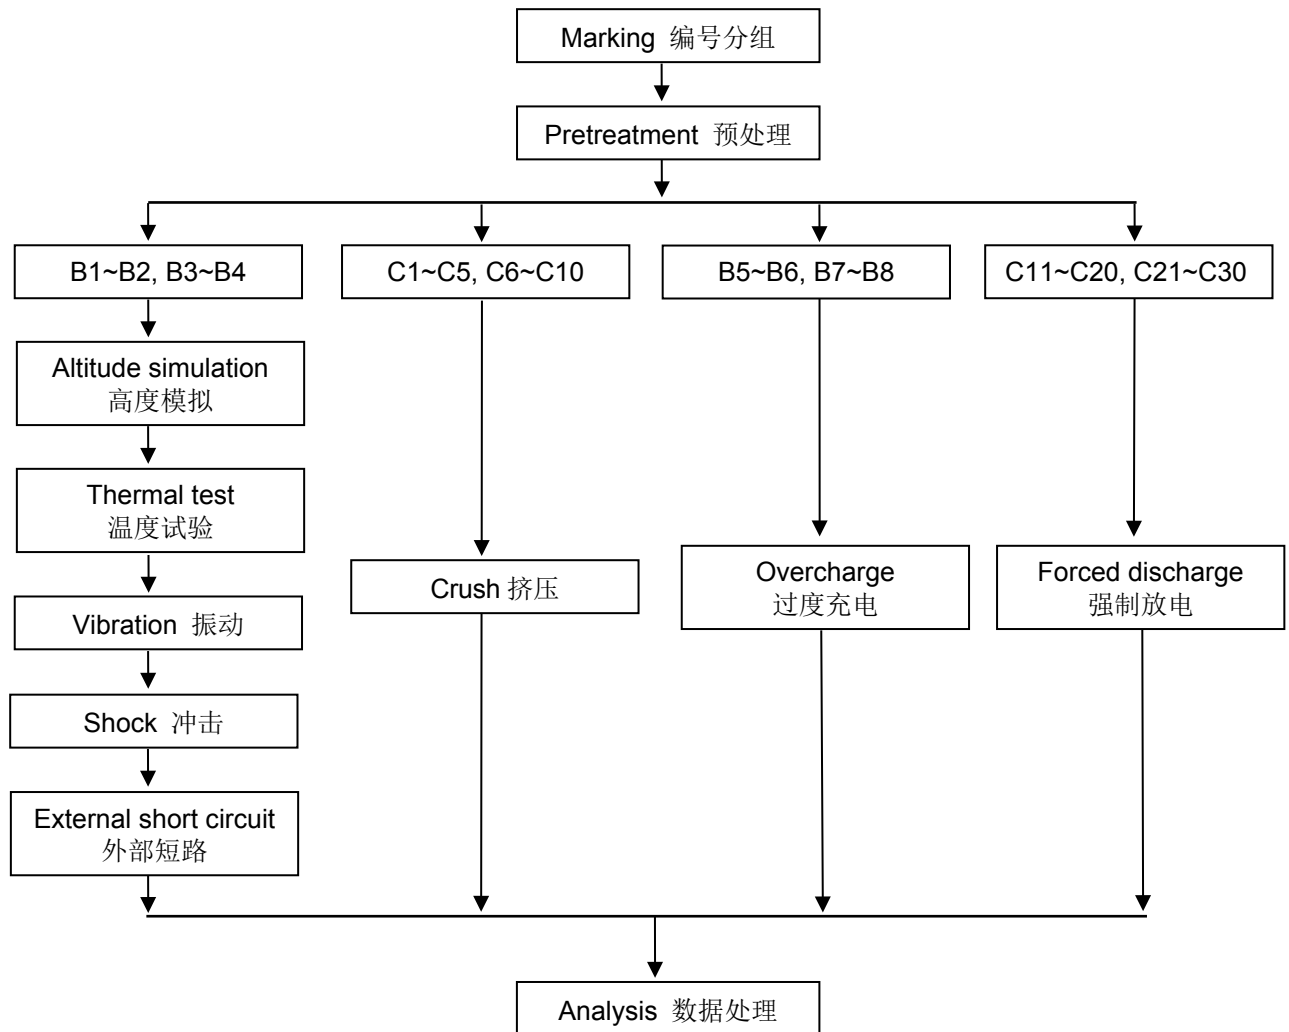 Marking 编号分组
Pretreatment 预处理
B1~B2, B3~B4
C1~C5, C6~C10
B5~B6, B7~B8
C11~C20, C21~C30
Altitude simulation
高度模拟
Thermal test
温度试验
Crush 挤压
Overcharge
过度充电
Forced discharge
强制放电
Vibration 振动
Shock 冲击
External short circuit
外部短路
Analysis 数据处理